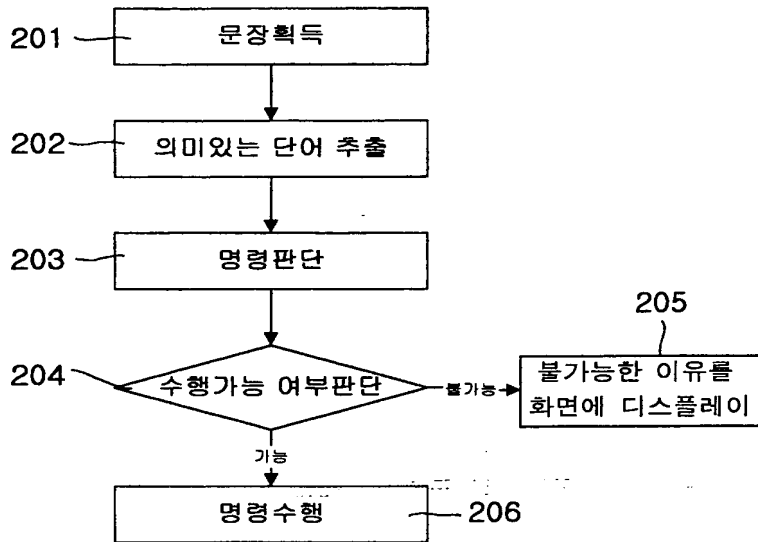 201
문장획득
202
의미있는 단어 추출
203
명령판단
204
수행가능 여부판단
불가능
205
불가능한 이유를
화면에 디스플레이
가능
명령수행
206